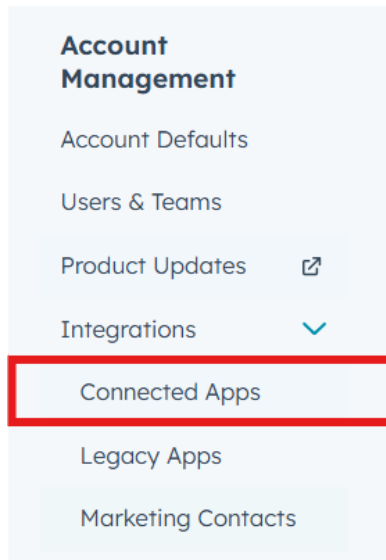 Account
Management
Account Defaults
Users & Teams
Product Updates
Integrations
Connected Apps
Legacy Apps
Marketing Contacts